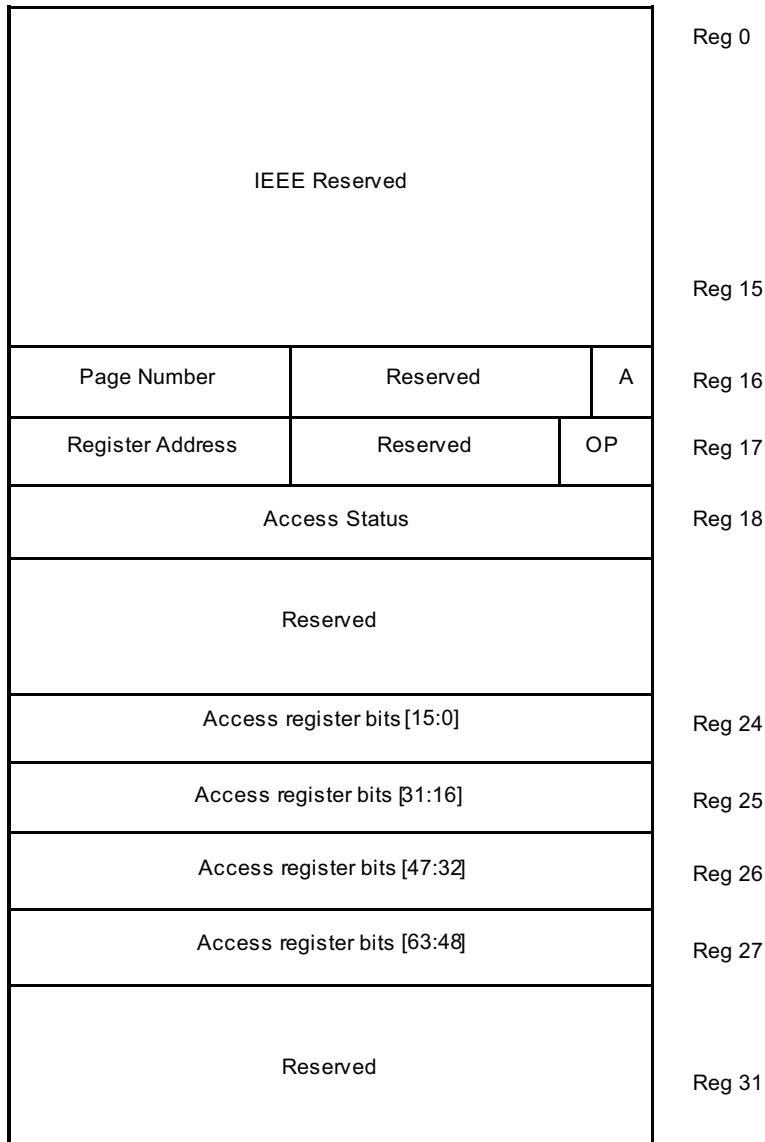 Reg 0
IEEE Reserved
Reg 15
Page Number Reserved A Reg 16
Register Address Reserved OP Reg 17
Access Status Reg 18
Reserved
Access register bits [15:0] Reg 24
Access register bits [31:16] Reg 25
Access register bits [47:32] Reg 26
Access register bits [63:48] Reg 27
Reserved
Reg 31